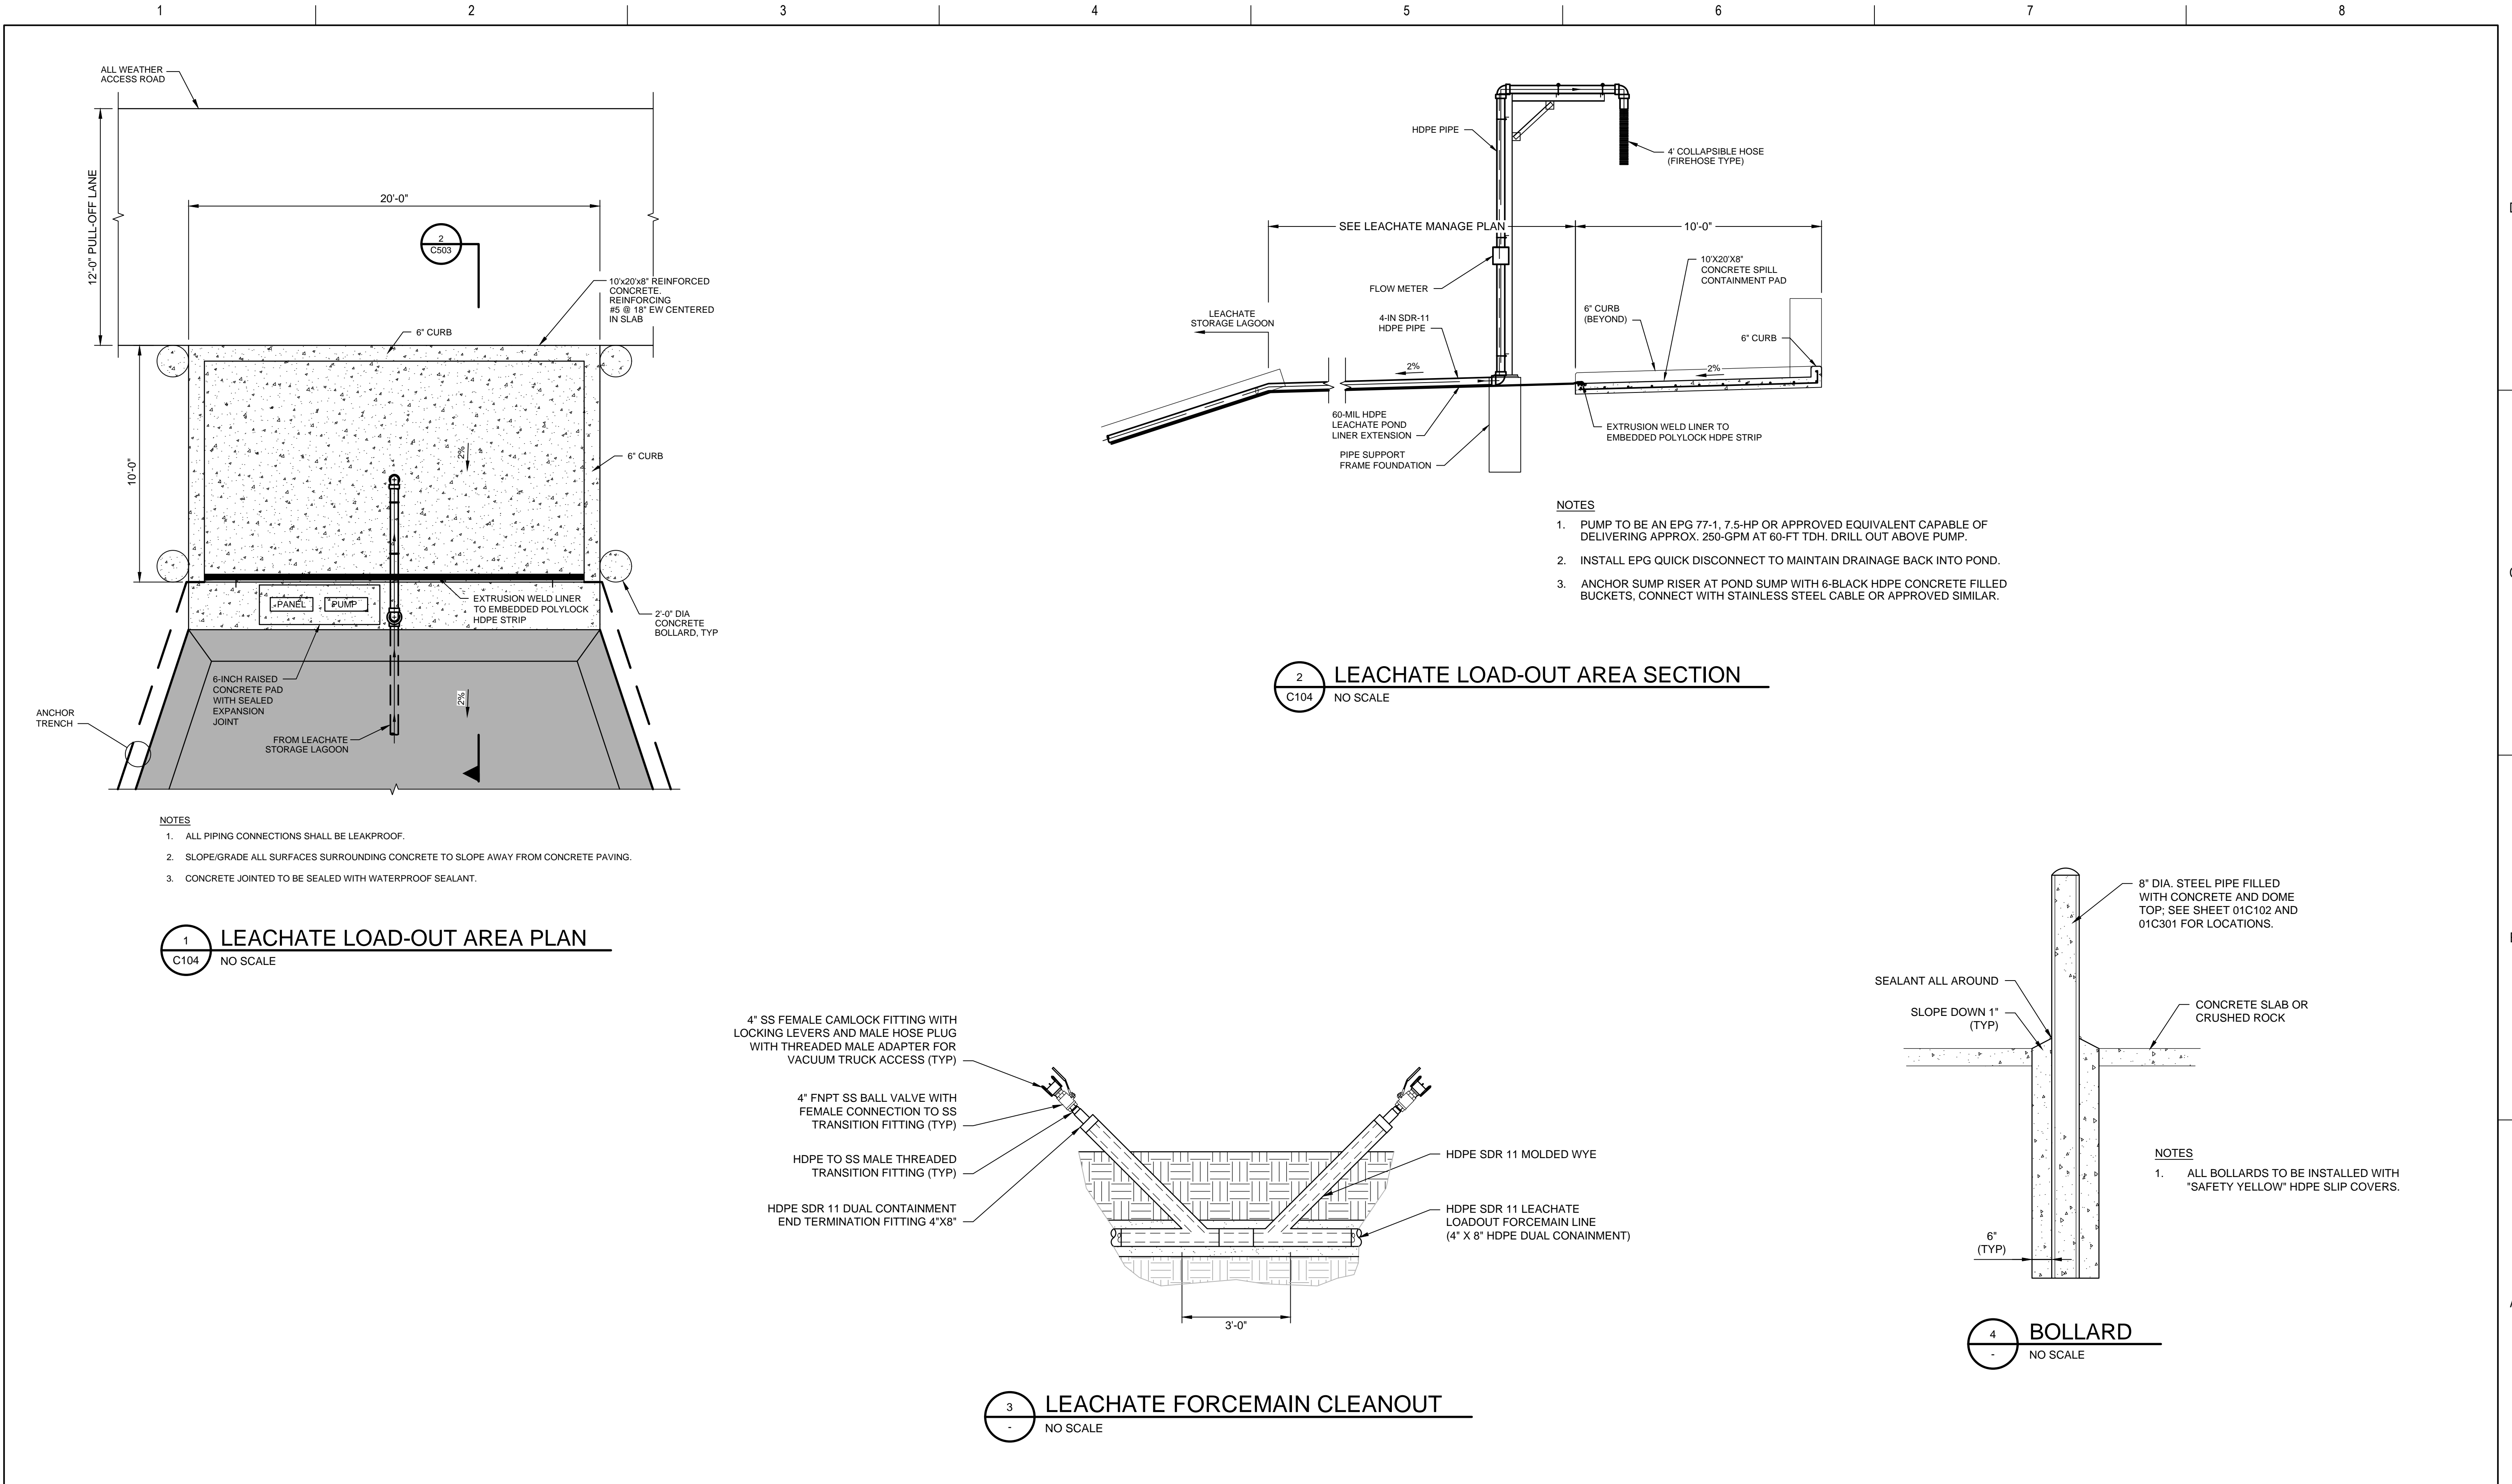 1 2 3 4 5 6 7 8
ALL WEATHER
ACCESS ROAD
12'-0" PULL-OFF LANE
20'-0"
2
C503
10'x20'x8" REINFORCED
CONCRETE.
REINFORCING
#5 @ 18" EW CENTERED
IN SLAB
6" CURB
10'-0"
2%
6" CURB
PANEL
PUMP
EXTRUSION WELD LINER
TO EMBEDDED POLYLOCK
HDPE STRIP
2'-0" DIA
CONCRETE
BOLLARD, TYP
6-INCH RAISED
CONCRETE PAD
WITH SEALED
EXPANSION
JOINT
2%
ANCHOR
TRENCH
FROM LEACHATE
STORAGE LAGOON
NOTES
1. ALL PIPING CONNECTIONS SHALL BE LEAKPROOF.
2. SLOPE/GRADE ALL SURFACES SURROUNDING CONCRETE TO SLOPE AWAY FROM CONCRETE PAVING.
3. CONCRETE JOINTED TO BE SEALED WITH WATERPROOF SEALANT.
1
C104
LEACHATE LOAD-OUT AREA PLAN
NO SCALE
HDPE PIPE
4' COLLAPSIBLE HOSE
(FIREHOSE TYPE)
SEE LEACHATE MANAGE PLAN
10'-0"
10'X20'X8"
CONCRETE SPILL
CONTAINMENT PAD
FLOW METER
LEACHATE
STORAGE LAGOON
4-IN SDR-11
HDPE PIPE
6" CURB
(BEYOND)
6" CURB
2%
2%
60-MIL HDPE
LEACHATE POND
LINER EXTENSION
EXTRUSION WELD LINER TO
EMBEDDED POLYLOCK HDPE STRIP
PIPE SUPPORT
FRAME FOUNDATION
NOTES
1. PUMP TO BE AN EPG 77-1, 7.5-HP OR APPROVED EQUIVALENT CAPABLE OF
DELIVERING APPROX. 250-GPM AT 60-FT TDH. DRILL OUT ABOVE PUMP.
2. INSTALL EPG QUICK DISCONNECT TO MAINTAIN DRAINAGE BACK INTO POND.
3. ANCHOR SUMP RISER AT POND SUMP WITH 6-BLACK HDPE CONCRETE FILLED
BUCKETS, CONNECT WITH STAINLESS STEEL CABLE OR APPROVED SIMILAR.
2
C104
LEACHATE LOAD-OUT AREA SECTION
NO SCALE
4" SS FEMALE CAMLOCK FITTING WITH
LOCKING LEVERS AND MALE HOSE PLUG
WITH THREADED MALE ADAPTER FOR
VACUUM TRUCK ACCESS (TYP)
4" FNPT SS BALL VALVE WITH
FEMALE CONNECTION TO SS
TRANSITION FITTING (TYP)
HDPE TO SS MALE THREADED
TRANSITION FITTING (TYP)
HDPE SDR 11 DUAL CONTAINMENT
END TERMINATION FITTING 4"X8"
HDPE SDR 11 MOLDED WYE
HDPE SDR 11 LEACHATE
LOADOUT FORCEMAIN LINE
(4" X 8" HDPE DUAL CONAINMENT)
3'-0"
3
-
LEACHATE FORCEMAIN CLEANOUT
NO SCALE
8" DIA. STEEL PIPE FILLED
WITH CONCRETE AND DOME
TOP; SEE SHEET 01C102 AND
01C301 FOR LOCATIONS.
SEALANT ALL AROUND
SLOPE DOWN 1"
(TYP)
CONCRETE SLAB OR
CRUSHED ROCK
NOTES
1. ALL BOLLARDS TO BE INSTALLED WITH
"SAFETY YELLOW" HDPE SLIP COVERS.
6"
(TYP)
4
-
BOLLARD
NO SCALE